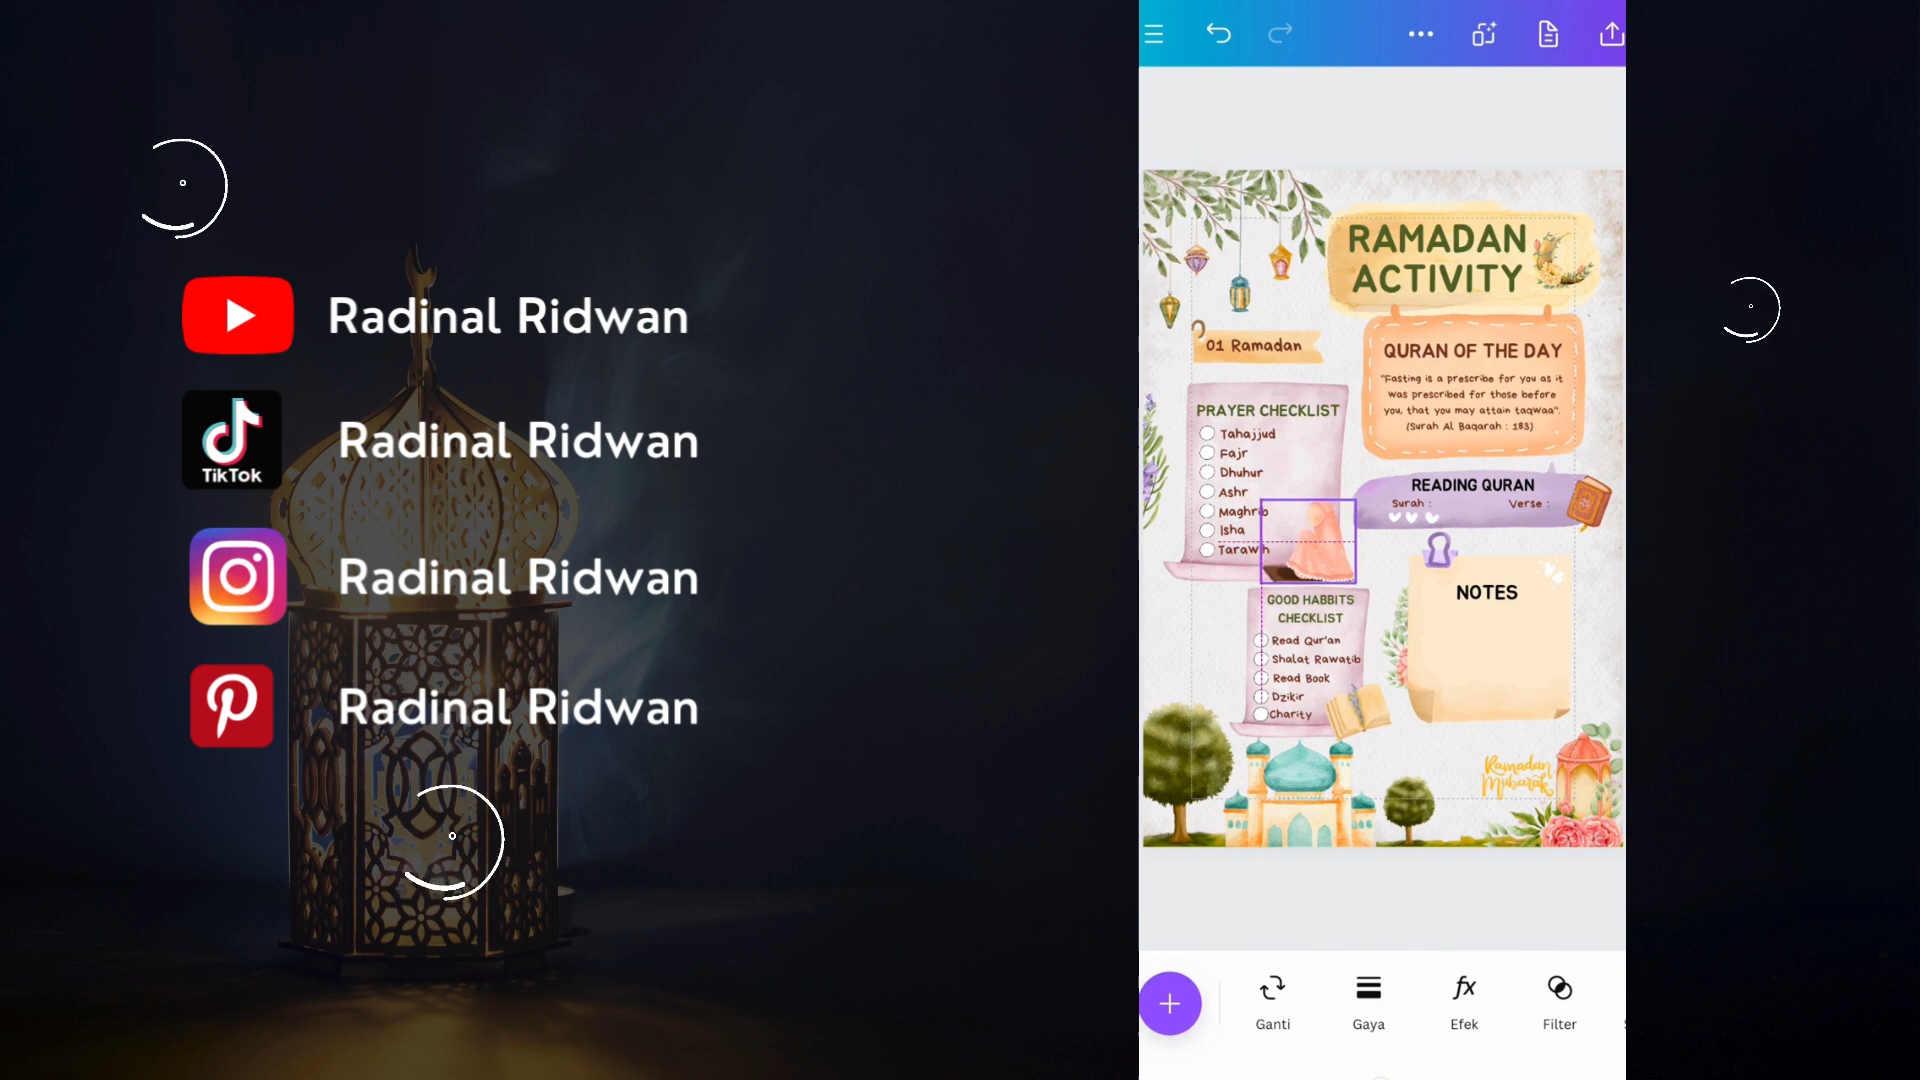 Radinal Ridwan
TikTok
Radinal Ridwan
Radinal Ridwan
Radinal Ridwan
RAMADAN
ACTIVITY
01 Ramadan
QURAN OF THE DAY
"Fasting is a prescribe for you as it
was prescribed for those before
you, that you may attain taqwaa".
(Surah Al Baqarah : 183)
PRAYER CHECKLIST
Tahajjud
Fajr
Dhuhur
Ashr
Maghrib
Isha
Tarawih
READING QURAN
Surah :
Verse :
NOTES
GOOD HABBITS
CHECKLIST
Read Qur'an
Shalat Rawatib
Read Book
Dzikir
Charity
Ramadan
Mubarak
fx
Ganti
Gaya
Efek
Filter